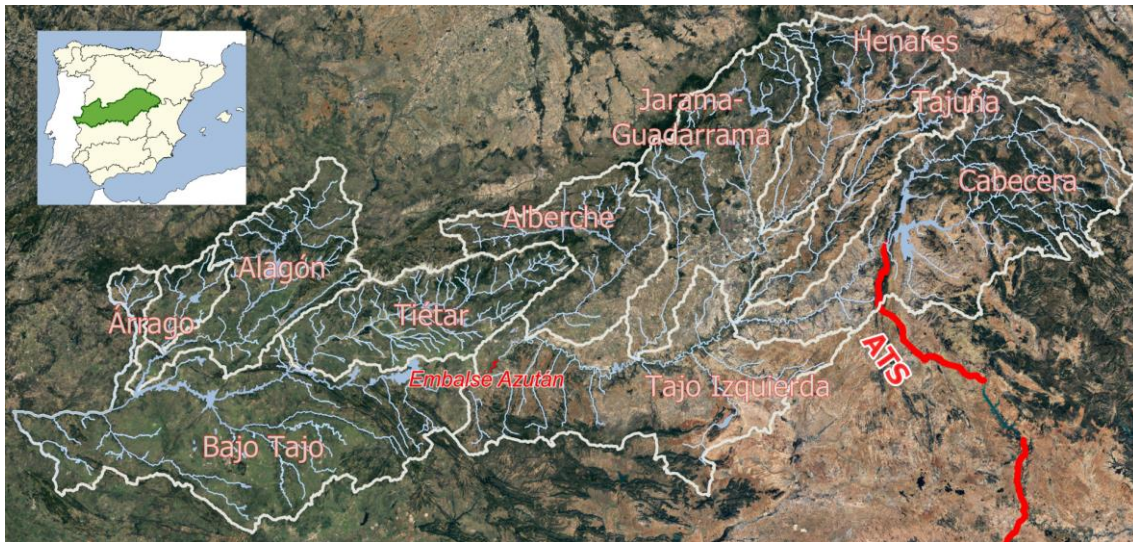 Henares
Jarama-
Guadarrama
Tajuña
Cabecera
Alberche
Alagón
Tiétar
Árrago
ATS
Embalse Azután
Tajo Izquierda
Bajo Tajo